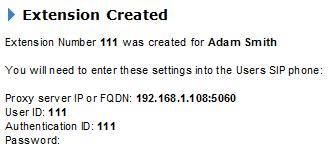 Extension Created
Extension Number 111 was created for Adam Smith
You will need to enter these settings into the Users SIP phone:
Proxy server IP or FQDN: 192.168.1.108:5060
User ID: 111
Authentication ID: 111
Password: